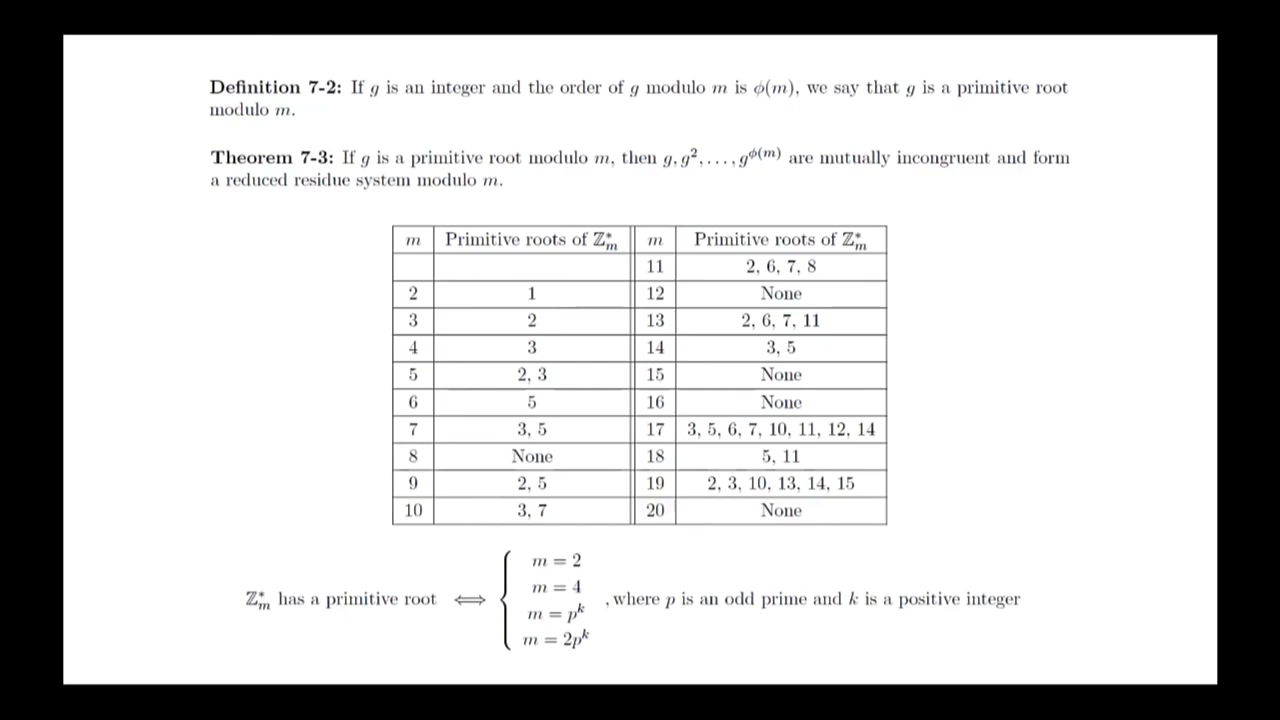 Definition 7-2: If g is an integer and the order of g modulo m is ϕ(m), we say that g is a primitive root
modulo m.
Theorem 7-3: If g is a primitive root modulo m, then g, g², . . . , g^ϕ(m) are mutually incongruent and form
a reduced residue system modulo m.
m Primitive roots of ℤ*ₘ m Primitive roots of ℤ*ₘ
11 2, 6, 7, 8
2 1 12 None
3 2 13 2, 6, 7, 11
4 3 14 3, 5
5 2, 3 15 None
6 5 16 None
7 3, 5 17 3, 5, 6, 7, 10, 11, 12, 14
8 None 18 5, 11
9 2, 5 19 2, 3, 10, 13, 14, 15
10 3, 7 20 None
m = 2
m = 4
ℤ*ₘ has a primitive root ⟺ { , where p is an odd prime and k is a positive integer
m = pᵏ
m = 2pᵏ